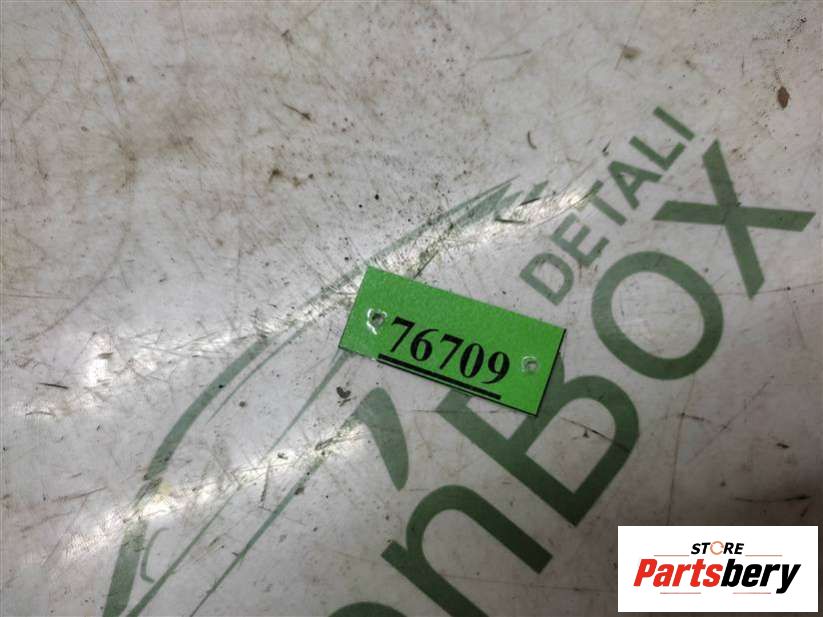 DETALI
nBOX
76709
STORE
Partsbery